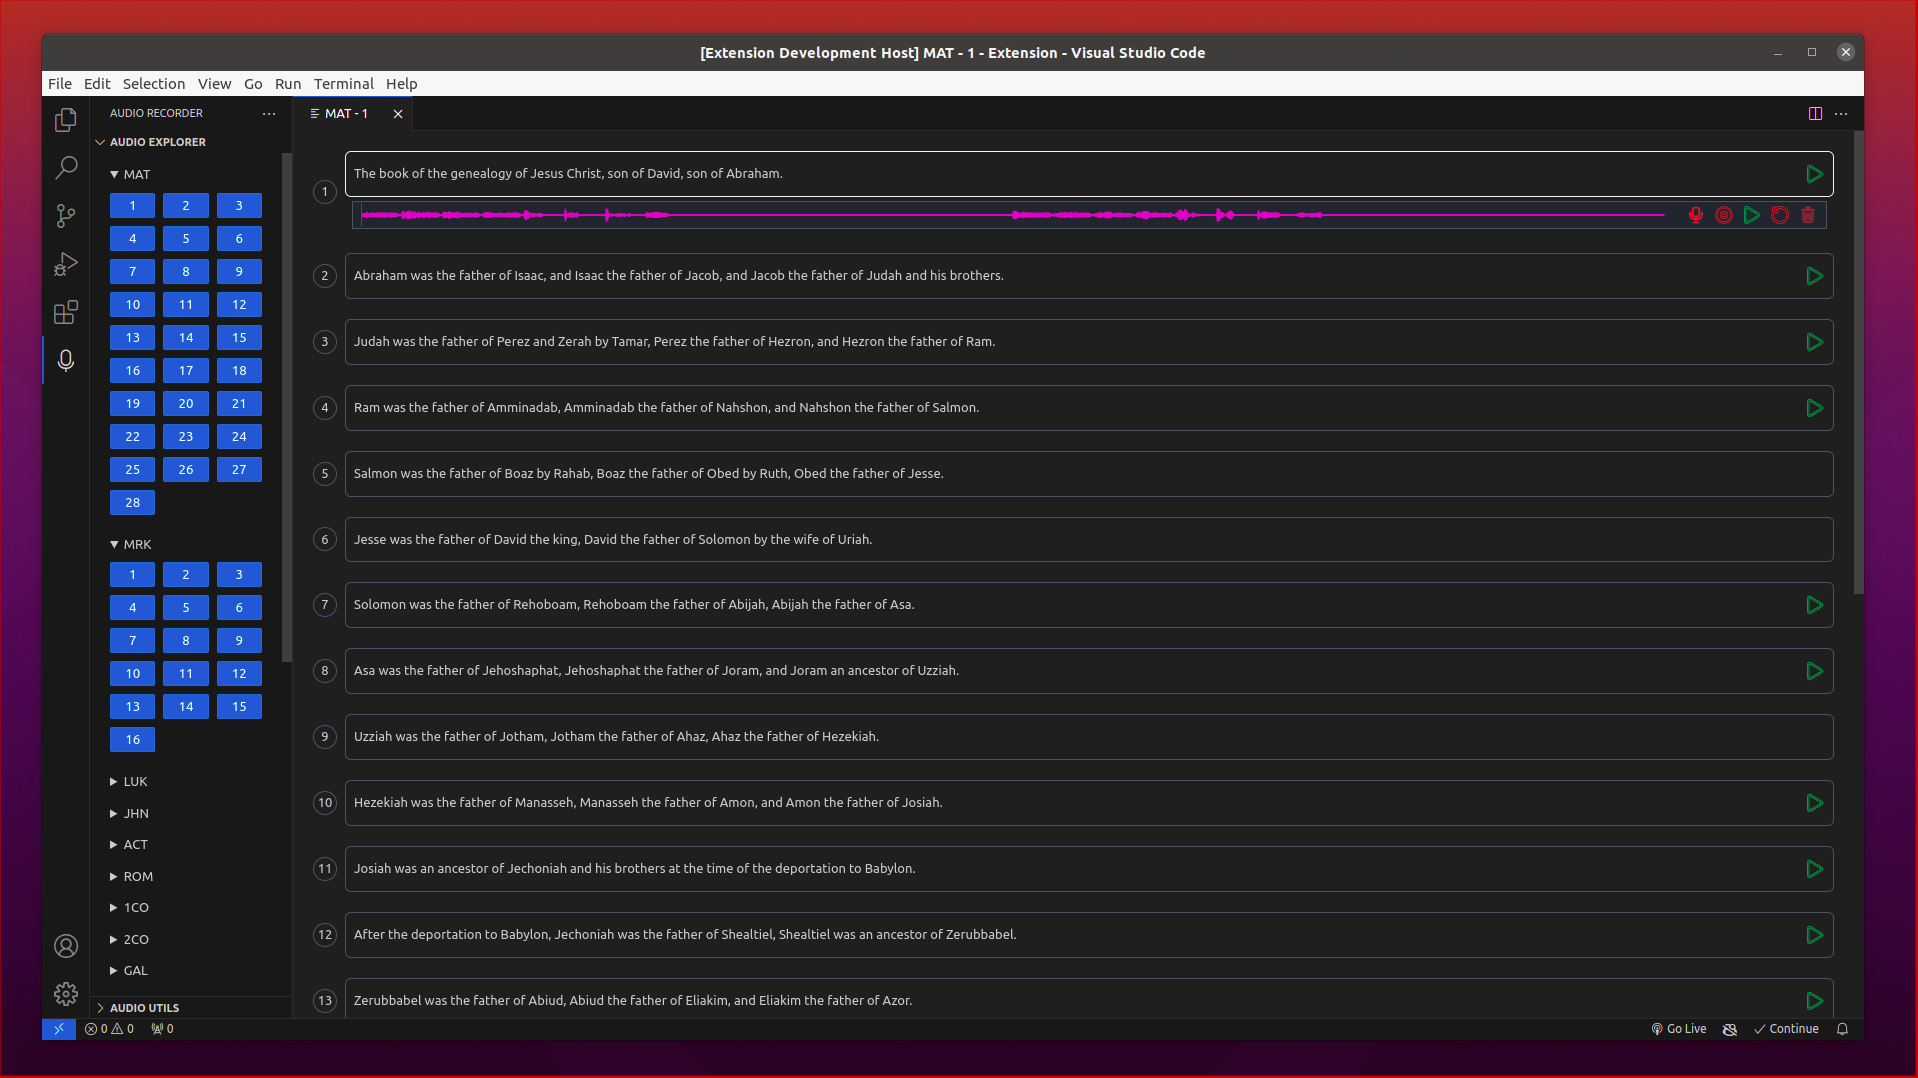 [Extension Development Host] MAT - 1 - Extension - Visual Studio Code
File Edit Selection View Go Run Terminal Help
AUDIO RECORDER
AUDIO EXPLORER
MAT
1 2 3
4 5 6
7 8 9
10 11 12
13 14 15
16 17 18
19 20 21
22 23 24
25 26 27
28
MRK
1 2 3
4 5 6
7 8 9
10 11 12
13 14 15
16
LUK
JHN
ACT
ROM
1CO
2CO
GAL
AUDIO UTILS
MAT - 1
1 The book of the genealogy of Jesus Christ, son of David, son of Abraham.
2 Abraham was the father of Isaac, and Isaac the father of Jacob, and Jacob the father of Judah and his brothers.
3 Judah was the father of Perez and Zerah by Tamar, Perez the father of Hezron, and Hezron the father of Ram.
4 Ram was the father of Amminadab, Amminadab the father of Nahshon, and Nahshon the father of Salmon.
5 Salmon was the father of Boaz by Rahab, Boaz the father of Obed by Ruth, Obed the father of Jesse.
6 Jesse was the father of David the king, David the father of Solomon by the wife of Uriah.
7 Solomon was the father of Rehoboam, Rehoboam the father of Abijah, Abijah the father of Asa.
8 Asa was the father of Jehoshaphat, Jehoshaphat the father of Joram, and Joram an ancestor of Uzziah.
9 Uzziah was the father of Jotham, Jotham the father of Ahaz, Ahaz the father of Hezekiah.
10 Hezekiah was the father of Manasseh, Manasseh the father of Amon, and Amon the father of Josiah.
11 Josiah was an ancestor of Jechoniah and his brothers at the time of the deportation to Babylon.
12 After the deportation to Babylon, Jechoniah was the father of Shealtiel, Shealtiel was an ancestor of Zerubbabel.
13 Zerubbabel was the father of Abiud, Abiud the father of Eliakim, and Eliakim the father of Azor.
0 0 0 Go Live Continue